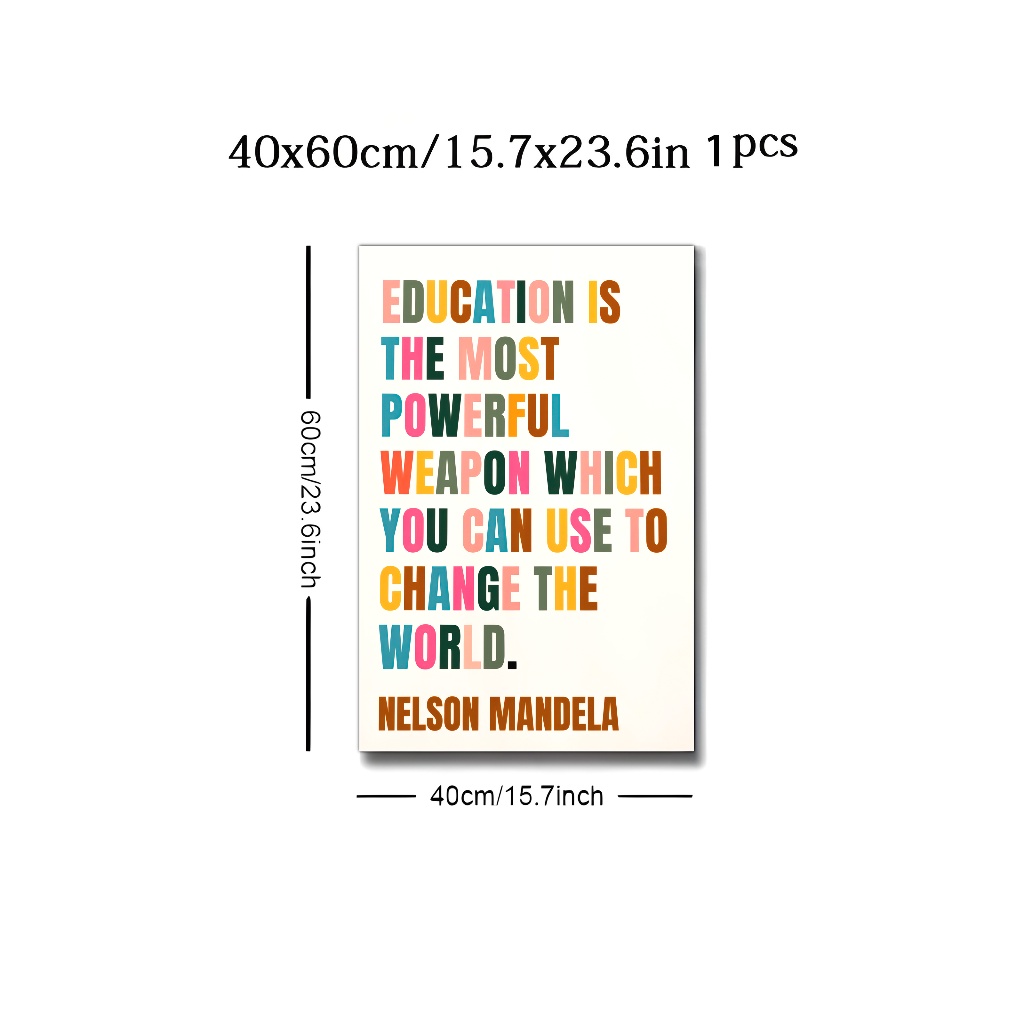 40x60cm/15.7x23.6in 1pcs
EDUCATION IS
THE MOST
POWERFUL
WEAPON WHICH
YOU CAN USE TO
CHANGE THE
WORLD.
NELSON MANDELA
60cm/23.6inch
40cm/15.7inch